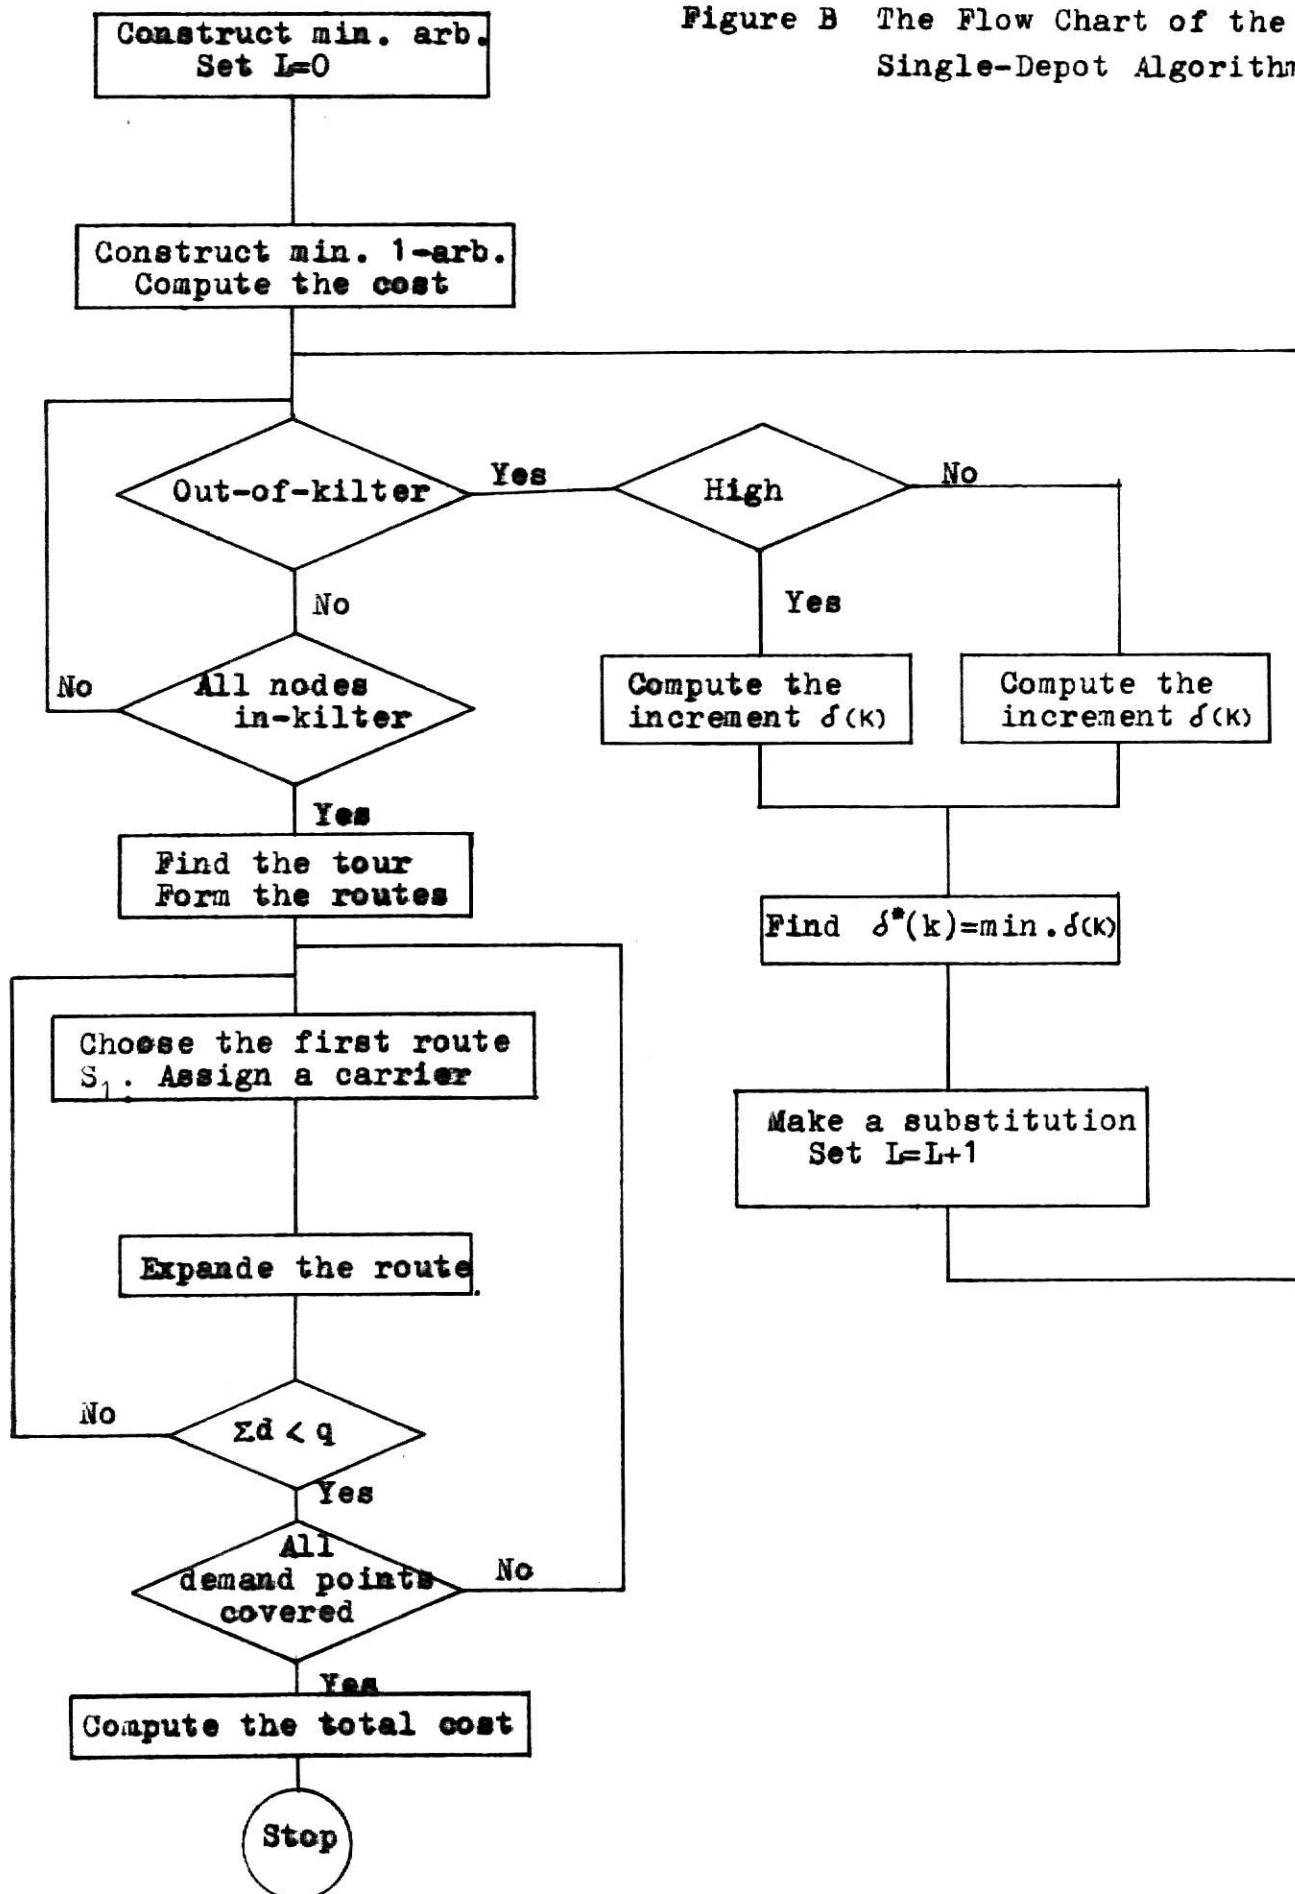 Figure B The Flow Chart of the
Single-Depot Algorithm
Construct min. arb.
Set L=0
Construct min. 1-arb.
Compute the cost
Out-of-kilter
Yes
High
No
No
Yes
All nodes
in-kilter
No
Compute the
increment δ(K)
Compute the
increment δ(K)
Yes
Find the tour
Form the routes
Find δ*(k)=min.δ(K)
Choose the first route
S₁. Assign a carrier
Make a substitution
Set L=L+1
Expande the route.
Σd < q
No
Yes
All
demand points
covered
No
Yes
Compute the total cost
Stop